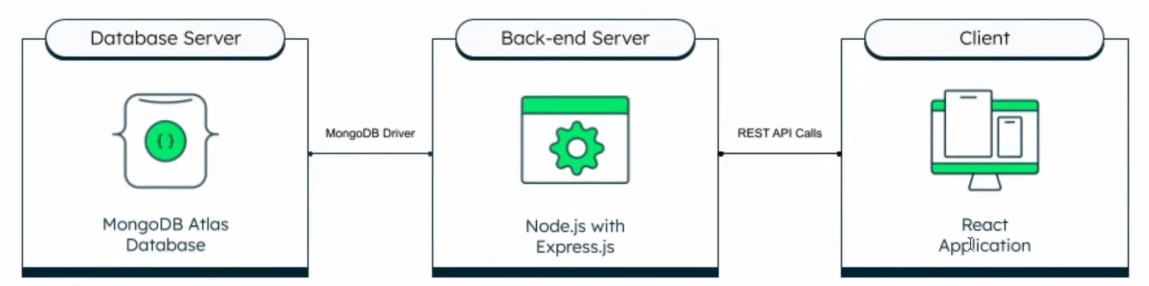 Database Server
Back-end Server
Client
{ }
MongoDB Driver
REST API Calls
MongoDB Atlas
Database
Node.js with
Express.js
React
Application